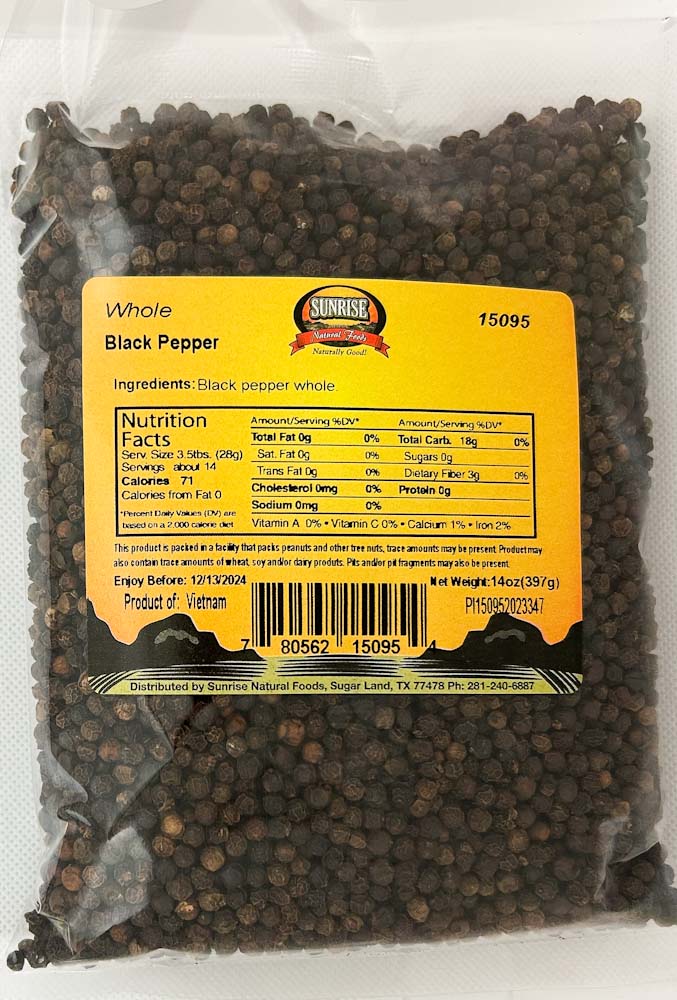 Whole
SUNRISE
Natural Foods
Naturally Good!
15095
Black Pepper
Ingredients: Black pepper whole.
Nutrition
Facts
Serv. Size 3.5tbs. (28g)
Servings about 14
Calories 71
Calories from Fat 0
*Percent Daily Values (DV) are
based on a 2,000 calorie diet
Amount/Serving %DV*
Total Fat 0g 0%
Sat. Fat 0g 0%
Trans Fat 0g 0%
Cholesterol 0mg 0%
Sodium 0mg 0%
Amount/Serving %DV*
Total Carb. 18g 0%
Sugars 0g
Dietary Fiber 3g 0%
Protein 0g
Vitamin A 0% • Vitamin C 0% • Calcium 1% • Iron 2%
This product is packed in a facility that packs peanuts and other tree nuts, trace amounts may be present. Product may
also contain trace amounts of wheat, soy and/or dairy produts. Pits and/or pit fragments may also be present.
Enjoy Before: 12/13/2024
Net Weight: 14oz(397g)
Product of: Vietnam
PI150952023347
7 80562 15095 4
Distributed by Sunrise Natural Foods, Sugar Land, TX 77478 Ph: 281-240-6887